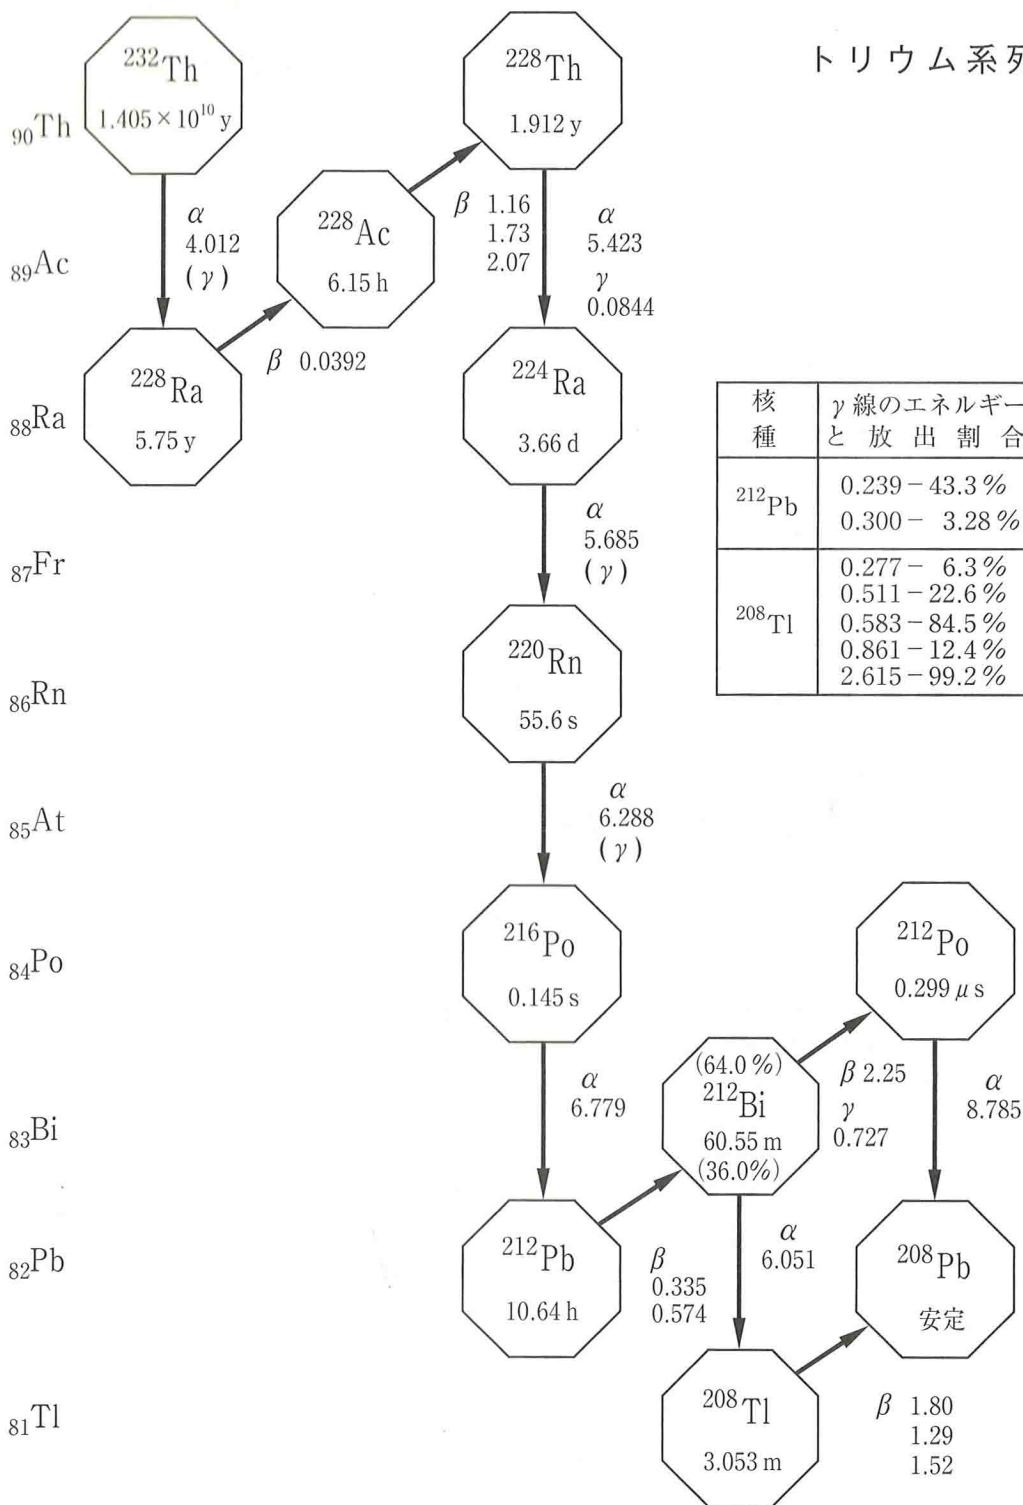 トリウム系列
²³²Th
1.405×10¹⁰ y
₉₀Th
²²⁸Th
1.912 y
α
4.012
(γ)
²²⁸Ac
6.15 h
₈₉Ac
β 1.16
1.73
2.07
α
5.423
γ
0.0844
²²⁸Ra
5.75 y
₈₈Ra
β 0.0392
²²⁴Ra
3.66 d
核種
γ線のエネルギー
と放出割合
²¹²Pb
0.239－43.3%
0.300－ 3.28%
²⁰⁸Tl
0.277－ 6.3%
0.511－22.6%
0.583－84.5%
0.861－12.4%
2.615－99.2%
α
5.685
(γ)
₈₇Fr
²²⁰Rn
55.6 s
₈₆Rn
α
6.288
(γ)
₈₅At
²¹⁶Po
0.145 s
₈₄Po
²¹²Po
0.299 μs
α
6.779
(64.0%)
²¹²Bi
60.55 m
(36.0%)
β 2.25
γ
0.727
α
8.785
₈₃Bi
²¹²Pb
10.64 h
₈₂Pb
β
0.335
0.574
α
6.051
²⁰⁸Pb
安定
²⁰⁸Tl
3.053 m
₈₁Tl
β 1.80
1.29
1.52